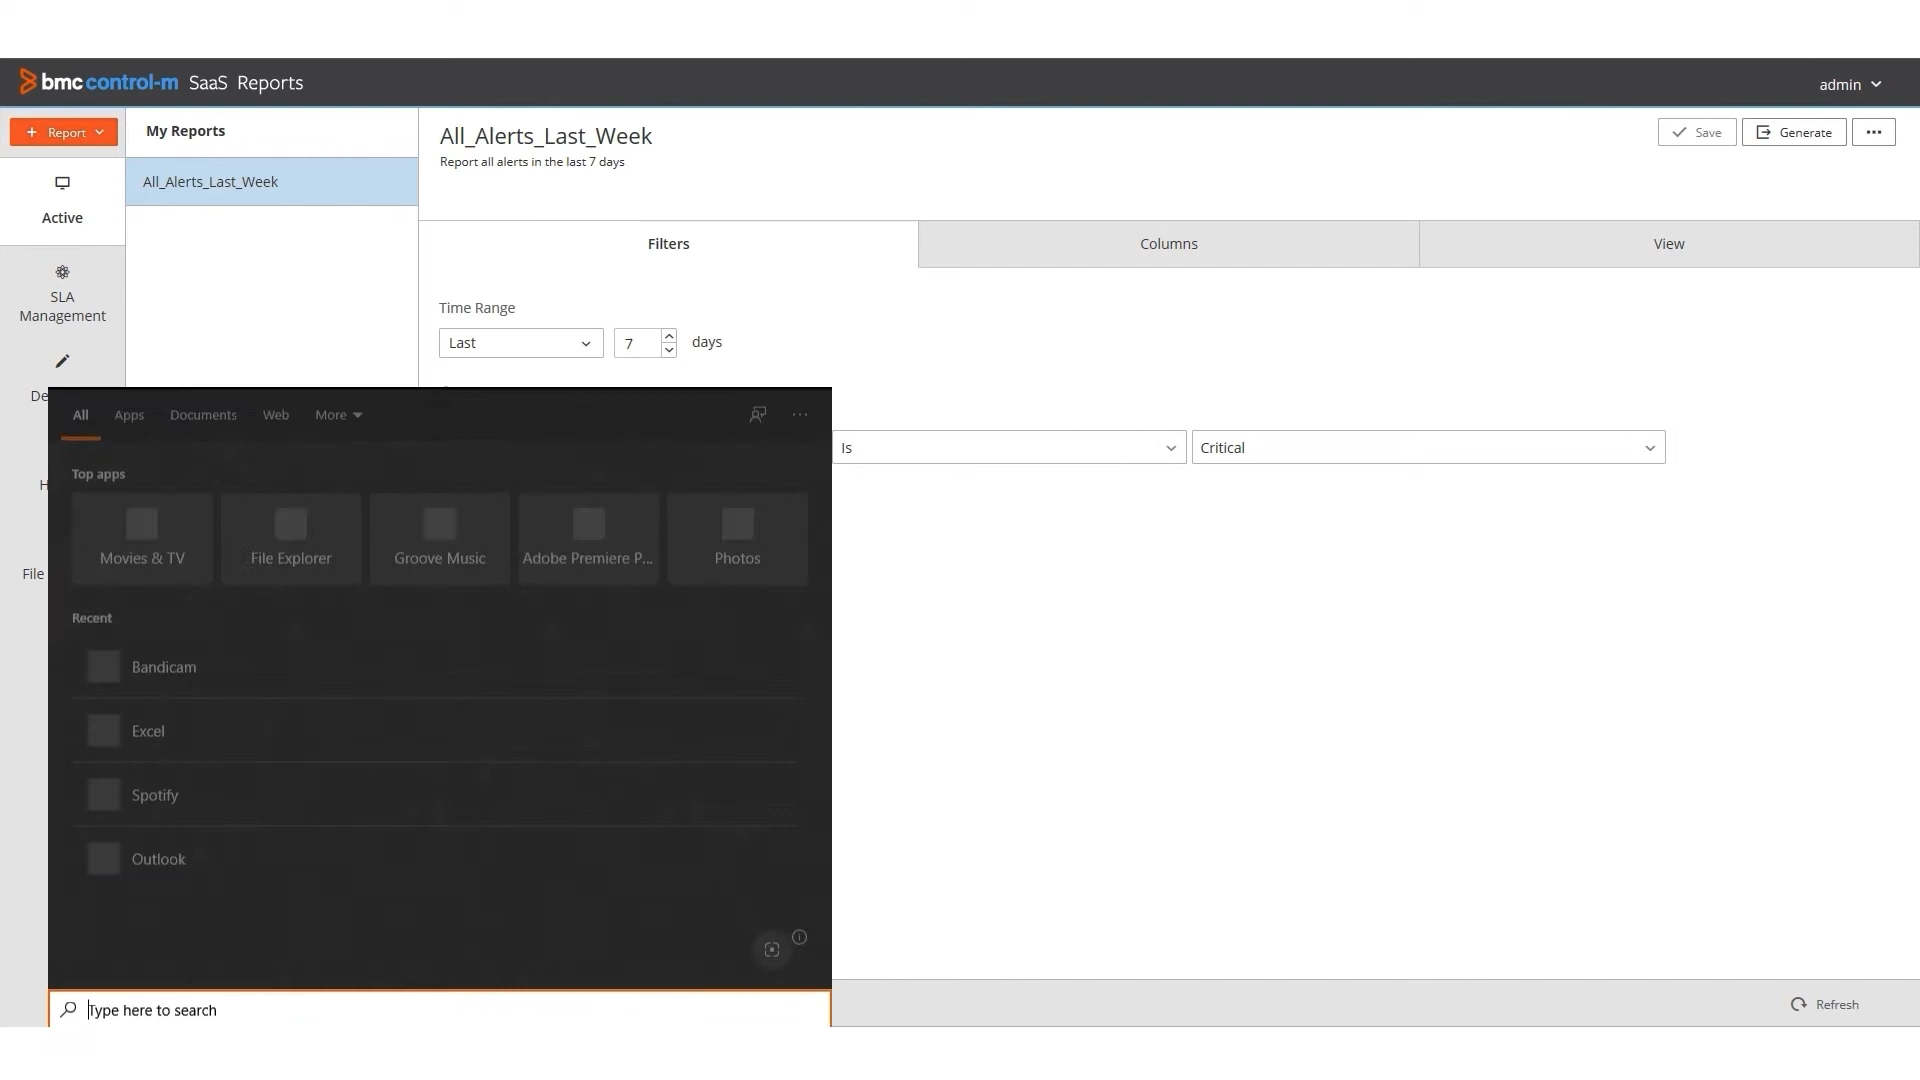 bmc control-m SaaS Reports
admin
+ Report
My Reports
All_Alerts_Last_Week
Report all alerts in the last 7 days
Save
Generate
All_Alerts_Last_Week
Active
SLA
Management
De
H
File
Filters
Columns
View
Time Range
Last
7
days
Is
Critical
All
Apps
Documents
Web
More
Top apps
Movies & TV
File Explorer
Groove Music
Adobe Premiere P...
Photos
Recent
Bandicam
Excel
Spotify
Outlook
Type here to search
Refresh